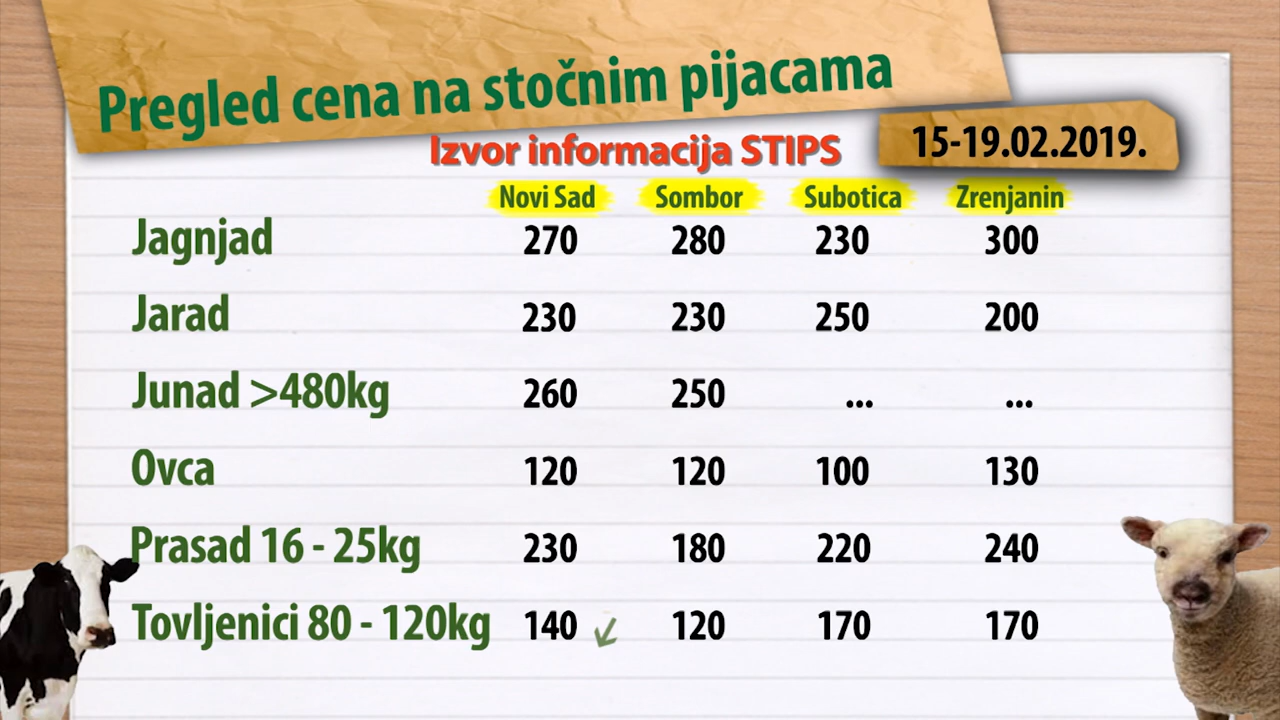 Pregled cena na stočnim pijacama
Izvor informacija STIPS
15-19.02.2019.
Novi Sad Sombor Subotica Zrenjanin
Jagnjad 270 280 230 300
Jarad 230 230 250 200
Junad >480kg 260 250 ... ...
Ovca 120 120 100 130
Prasad 16 - 25kg 230 180 220 240
Tovljenici 80 - 120kg 140 120 170 170